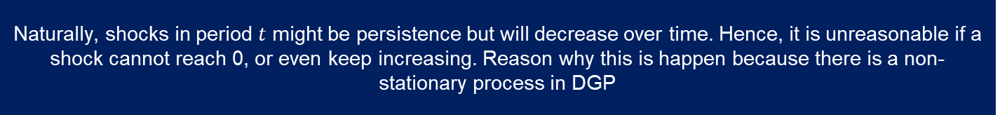 Naturally, shocks in period t might be persistence but will decrease over time. Hence, it is unreasonable if a
shock cannot reach 0, or even keep increasing. Reason why this is happen because there is a non-
stationary process in DGP